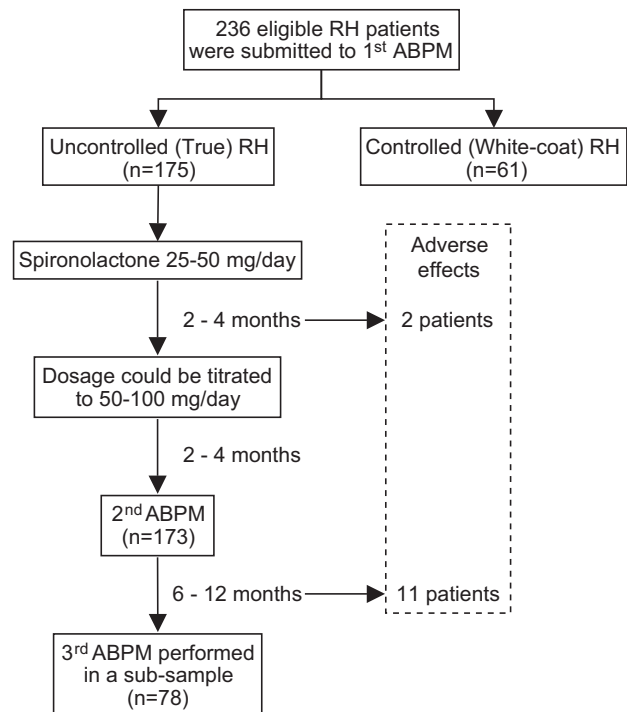 236 eligible RH patients
were submitted to 1st ABPM
Uncontrolled (True) RH
(n=175)
Controlled (White-coat) RH
(n=61)
Spironolactone 25-50 mg/day
Adverse
effects
2 - 4 months
2 patients
Dosage could be titrated
to 50-100 mg/day
2 - 4 months
2nd ABPM
(n=173)
6 - 12 months
11 patients
3rd ABPM performed
in a sub-sample
(n=78)